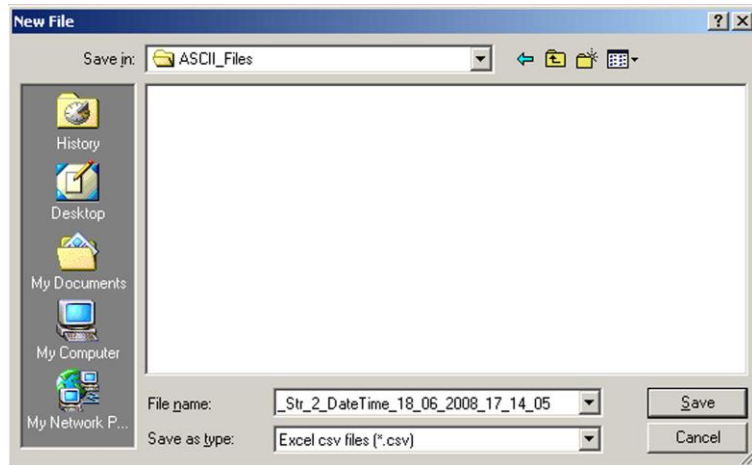 New File
Save in: ASCII_Files
History
Desktop
My Documents
My Computer
My Network P...
File name: _Str_2_DateTime_18_06_2008_17_14_05 Save
Save as type: Excel csv files (*.csv) Cancel